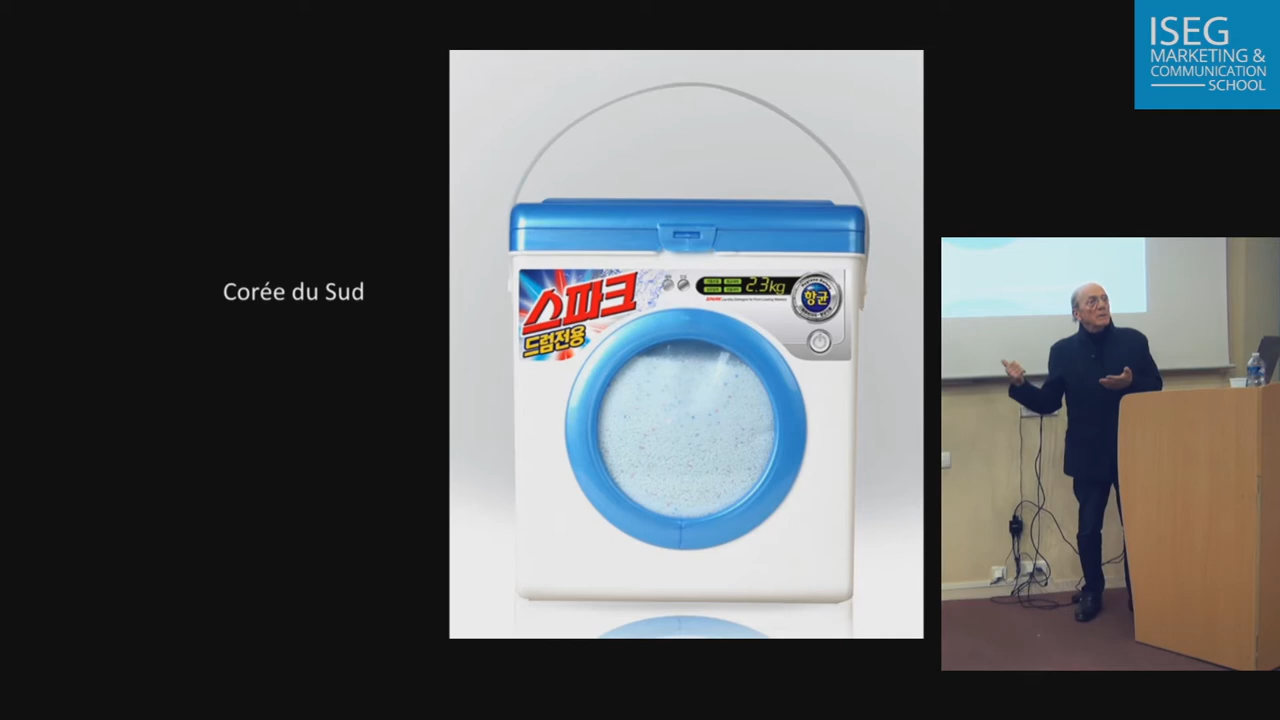 ISEG
MARKETING &
COMMUNICATION
SCHOOL
Corée du Sud
스파크
드럼전용
2.3kg
항균